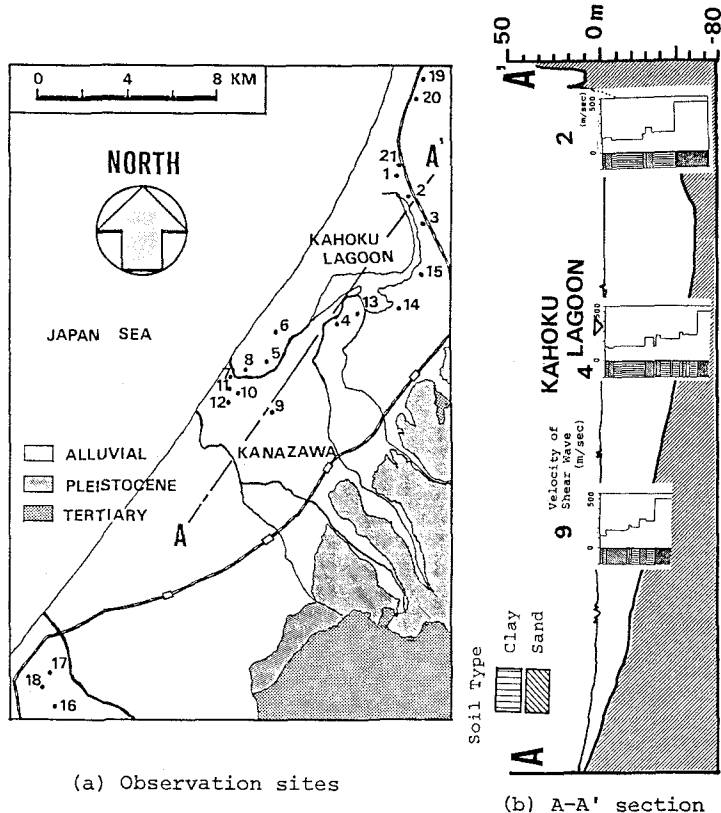 0 4 8 KM
NORTH
JAPAN SEA
KAHOKU
LAGOON
KANAZAWA
A'
A
19
20
21
1
2
3
15
14
13
4
6
5
8
7
11
10
12
9
17
18
16
ALLUVIAL
PLEISTOCENE
TERTIARY
(a) Observation sites
50
0 m
-80
A'
2
(m/sec)
500
0
KAHOKU
LAGOON
4
500
0
9
Velocity of
Shear Wave
(m/sec)
500
0
Soil Type
Clay
Sand
A
(b) A-A' section